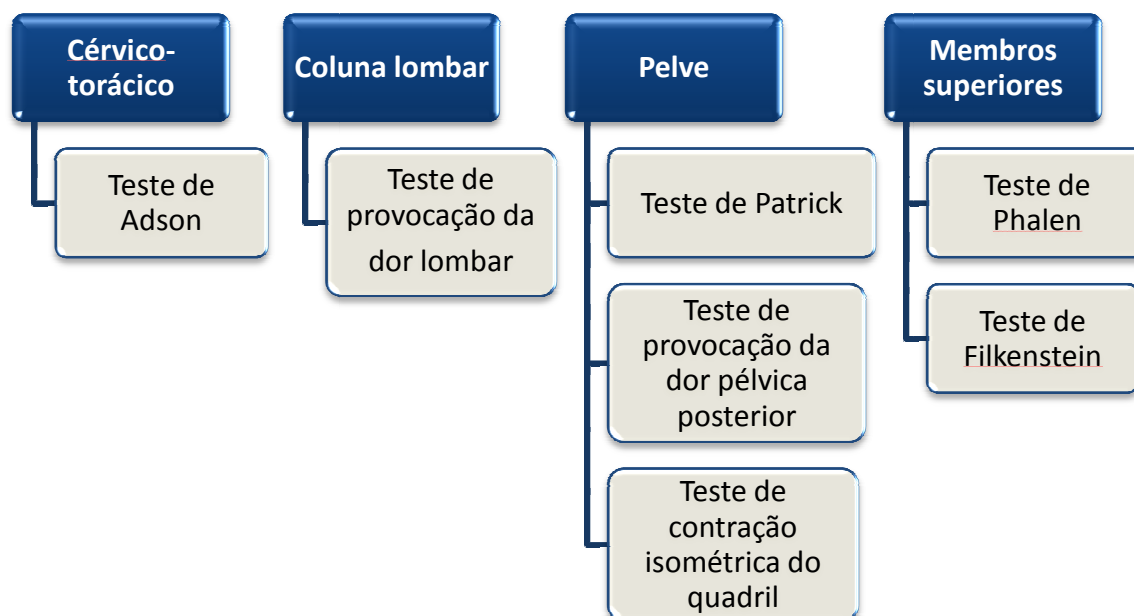 Cérvico-
torácico
Teste de
Adson
Coluna lombar
Teste de
provocação da
dor lombar
Pelve
Teste de Patrick
Teste de
provocação da
dor pélvica
posterior
Teste de
contração
isométrica do
quadril
Membros
superiores
Teste de
Phalen
Teste de
Filkenstein